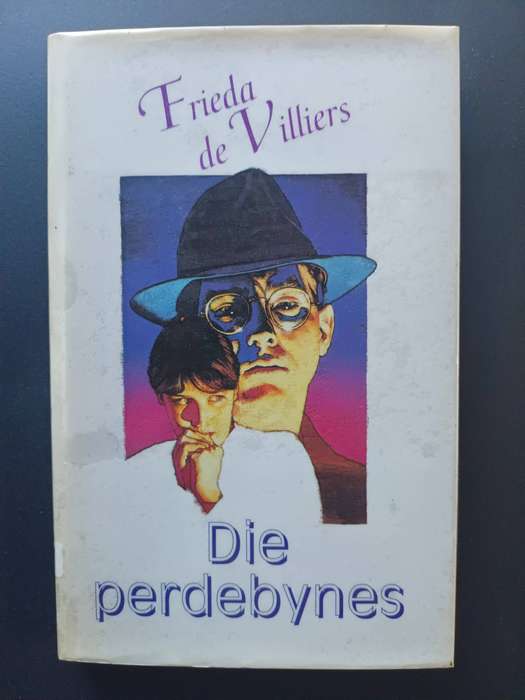 Frieda
de Villiers
Die
perdebynes